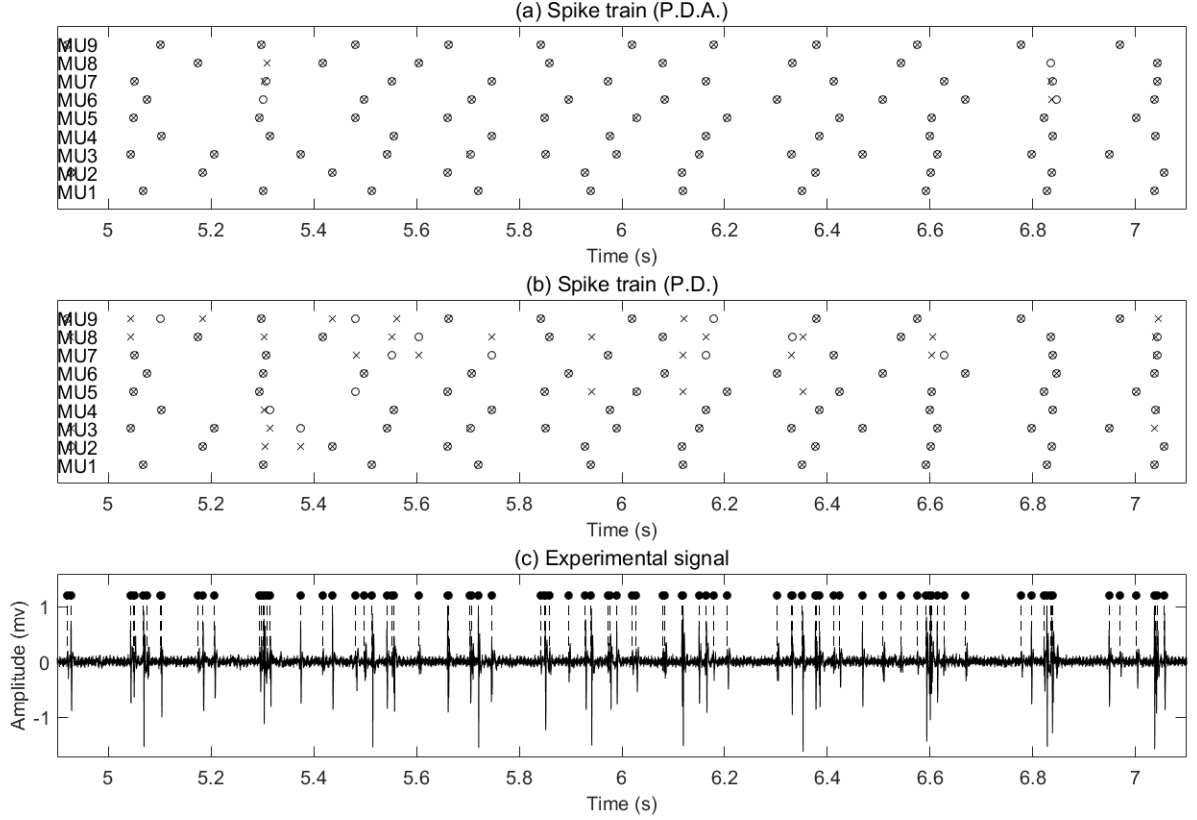 (a) Spike train (P.D.A.)
MU9
MU8
MU7
MU6
MU5
MU4
MU3
MU2
MU1
5 5.2 5.4 5.6 5.8 6 6.2 6.4 6.6 6.8 7
Time (s)
(b) Spike train (P.D.)
MU9
MU8
MU7
MU6
MU5
MU4
MU3
MU2
MU1
5 5.2 5.4 5.6 5.8 6 6.2 6.4 6.6 6.8 7
Time (s)
(c) Experimental signal
Amplitude (mv)
1
0
-1
5 5.2 5.4 5.6 5.8 6 6.2 6.4 6.6 6.8 7
Time (s)